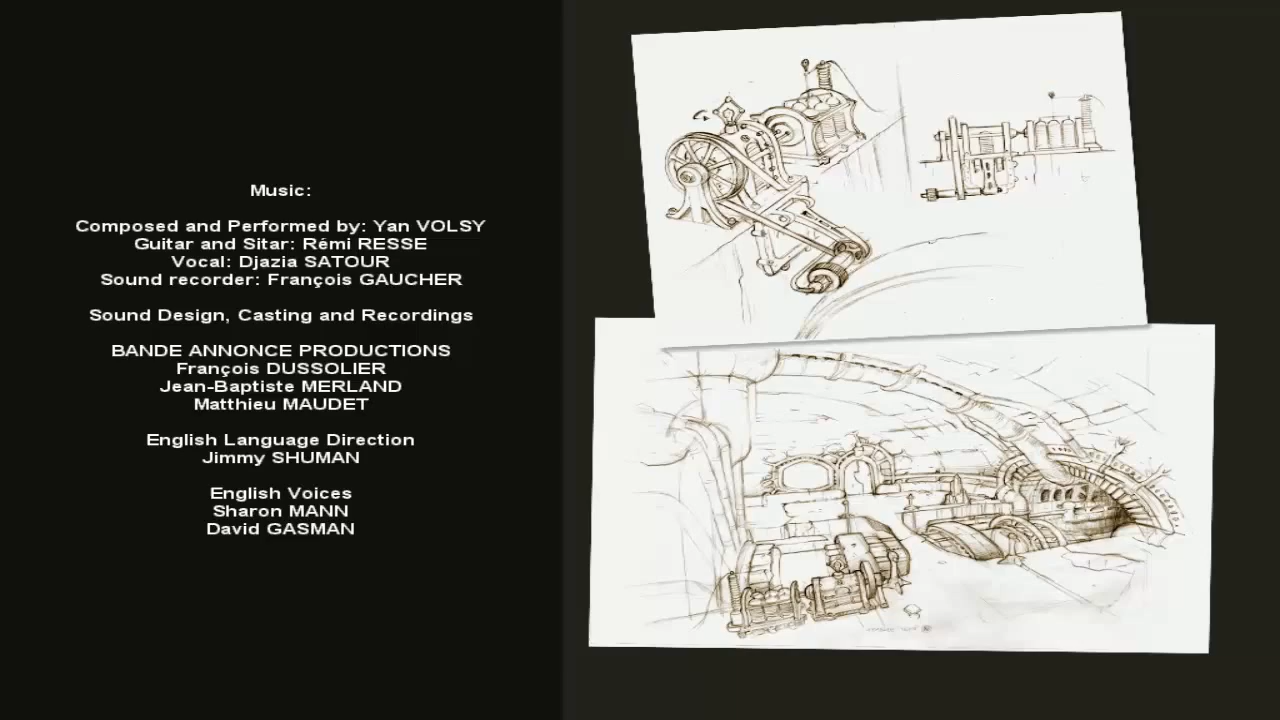 Music:
Composed and Performed by: Yan VOLSY
Guitar and Sitar: Rémi RESSE
Vocal: Djazia SATOUR
Sound recorder: François GAUCHER
Sound Design, Casting and Recordings
BANDE ANNONCE PRODUCTIONS
François DUSSOLIER
Jean-Baptiste MERLAND
Matthieu MAUDET
English Language Direction
Jimmy SHUMAN
English Voices
Sharon MANN
David GASMAN